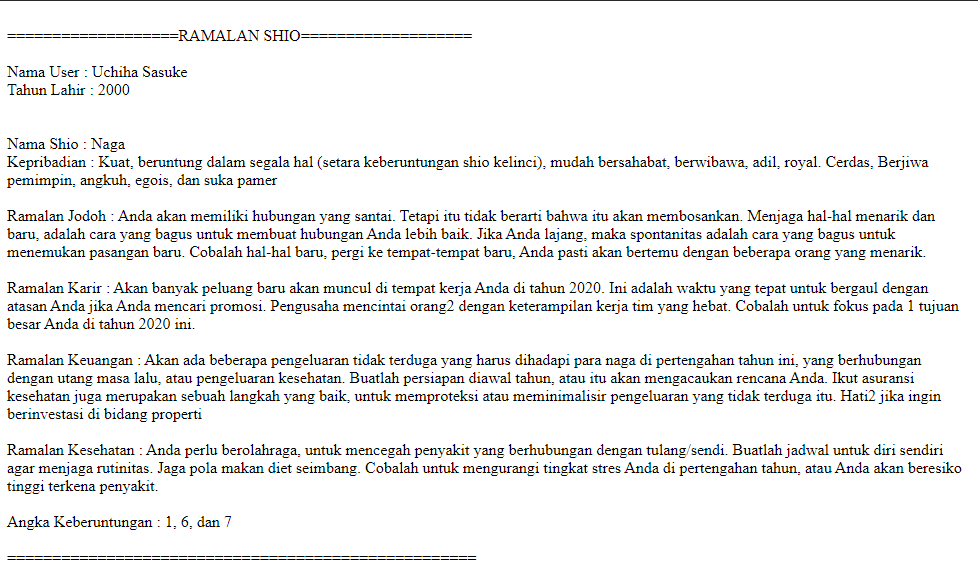 ===================RAMALAN SHIO===================
Nama User : Uchiha Sasuke
Tahun Lahir : 2000
Nama Shio : Naga
Kepribadian : Kuat, beruntung dalam segala hal (setara keberuntungan shio kelinci), mudah bersahabat, berwibawa, adil, royal. Cerdas, Berjiwa
pemimpin, angkuh, egois, dan suka pamer
Ramalan Jodoh : Anda akan memiliki hubungan yang santai. Tetapi itu tidak berarti bahwa itu akan membosankan. Menjaga hal-hal menarik dan
baru, adalah cara yang bagus untuk membuat hubungan Anda lebih baik. Jika Anda lajang, maka spontanitas adalah cara yang bagus untuk
menemukan pasangan baru. Cobalah hal-hal baru, pergi ke tempat-tempat baru, Anda pasti akan bertemu dengan beberapa orang yang menarik.
Ramalan Karir : Akan banyak peluang baru akan muncul di tempat kerja Anda di tahun 2020. Ini adalah waktu yang tepat untuk bergaul dengan
atasan Anda jika Anda mencari promosi. Pengusaha mencintai orang2 dengan keterampilan kerja tim yang hebat. Cobalah untuk fokus pada 1 tujuan
besar Anda di tahun 2020 ini.
Ramalan Keuangan : Akan ada beberapa pengeluaran tidak terduga yang harus dihadapi para naga di pertengahan tahun ini, yang berhubungan
dengan utang masa lalu, atau pengeluaran kesehatan. Buatlah persiapan diawal tahun, atau itu akan mengacaukan rencana Anda. Ikut asuransi
kesehatan juga merupakan sebuah langkah yang baik, untuk memproteksi atau meminimalisir pengeluaran yang tidak terduga itu. Hati2 jika ingin
berinvestasi di bidang properti
Ramalan Kesehatan : Anda perlu berolahraga, untuk mencegah penyakit yang berhubungan dengan tulang/sendi. Buatlah jadwal untuk diri sendiri
agar menjaga rutinitas. Jaga pola makan diet seimbang. Cobalah untuk mengurangi tingkat stres Anda di pertengahan tahun, atau Anda akan beresiko
tinggi terkena penyakit.
Angka Keberuntungan : 1, 6, dan 7
====================================================